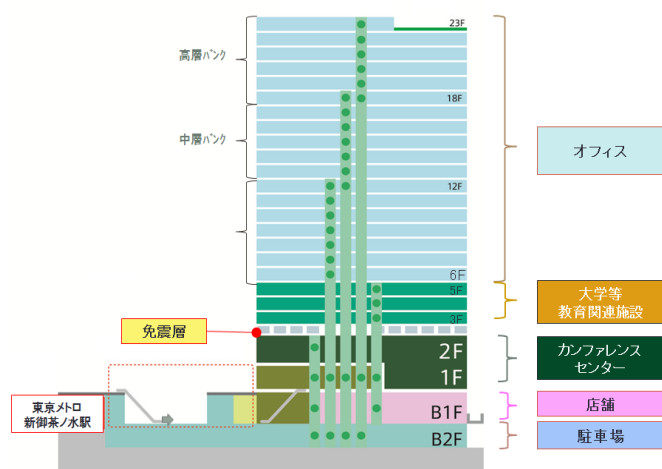 23F
高層バンク
18F
中層バンク
オフィス
12F
6F
5F
大学等
教育関連施設
3F
免震層
2F
カンファレンス
センター
1F
東京メトロ
新御茶ノ水駅
B1F
店舗
B2F
駐車場